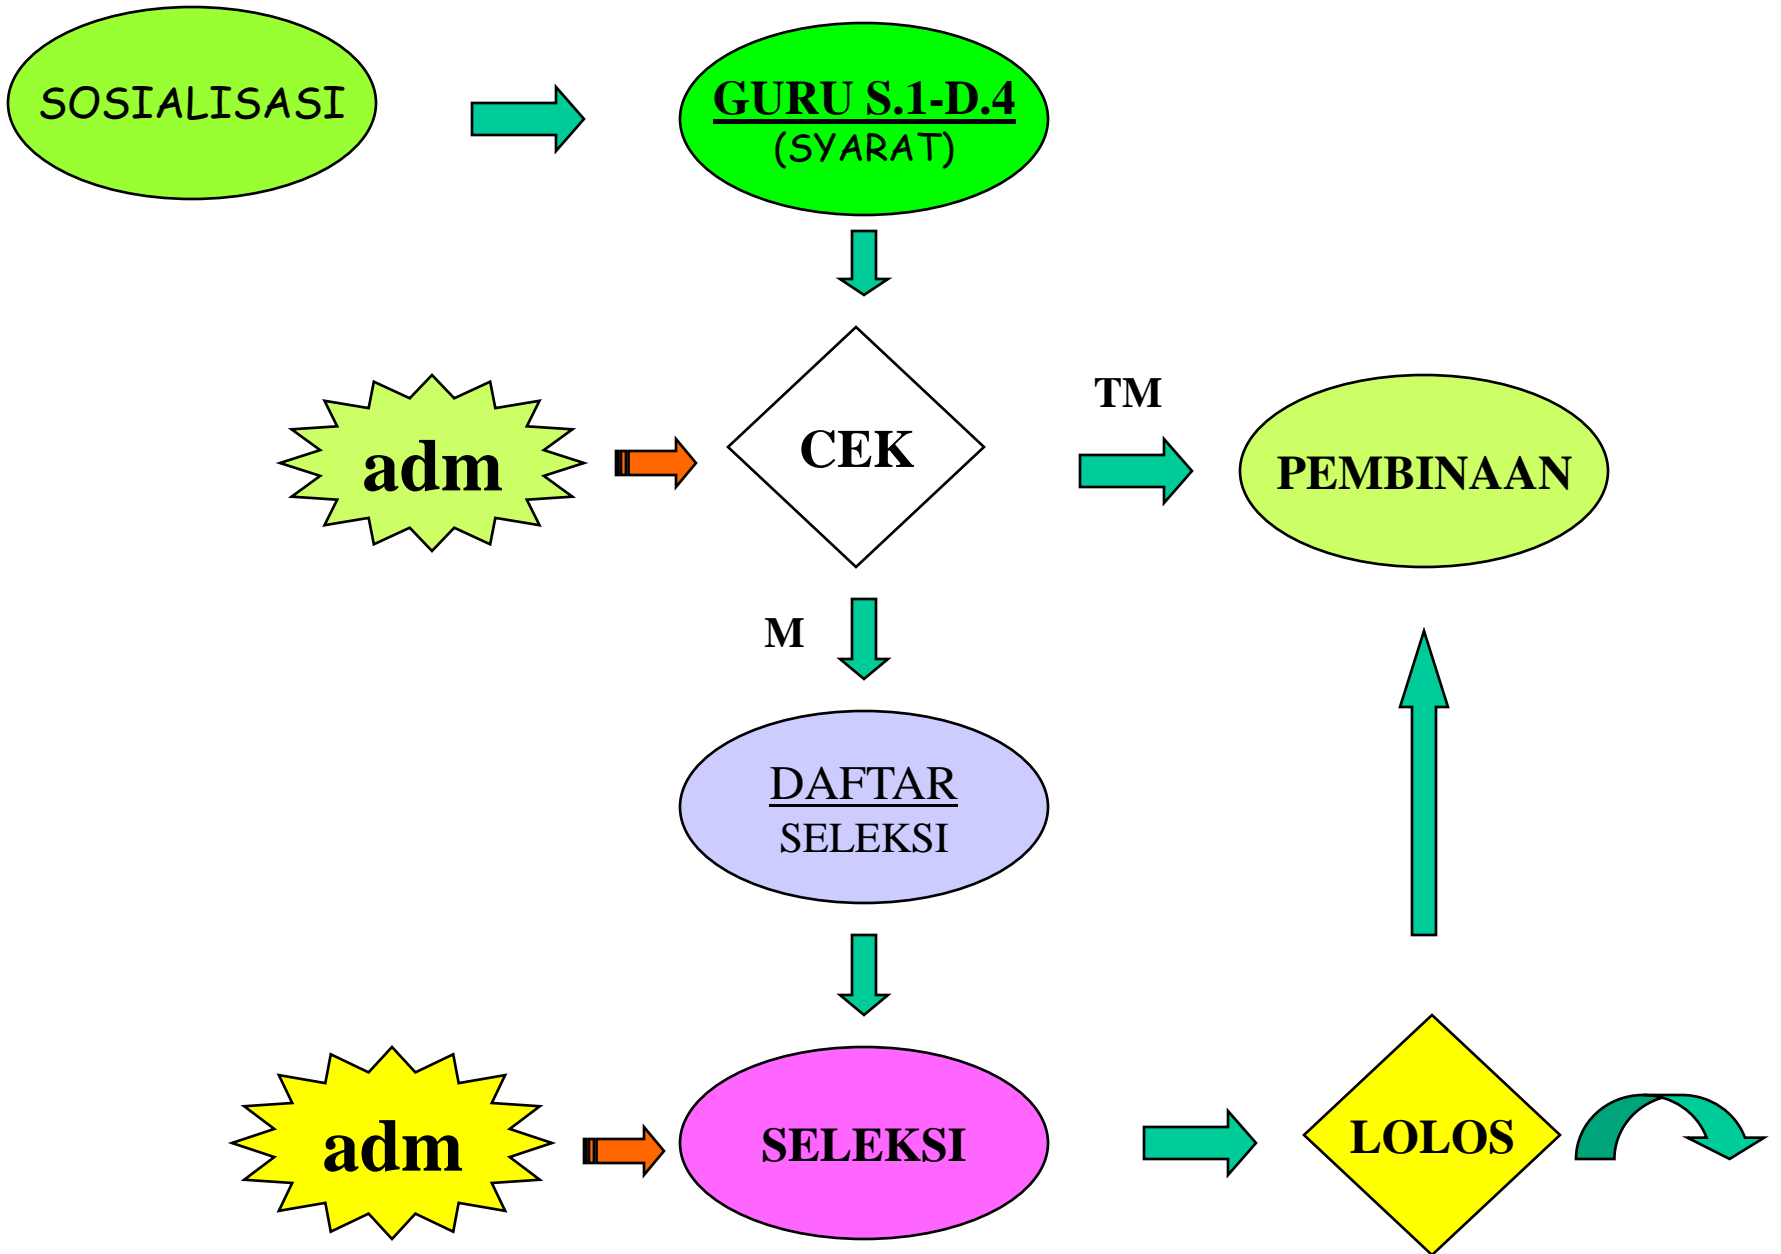 SOSIALISASI
GURU S.1-D.4
(SYARAT)
adm
CEK
TM
PEMBINAAN
M
DAFTAR
SELEKSI
adm
SELEKSI
LOLOS